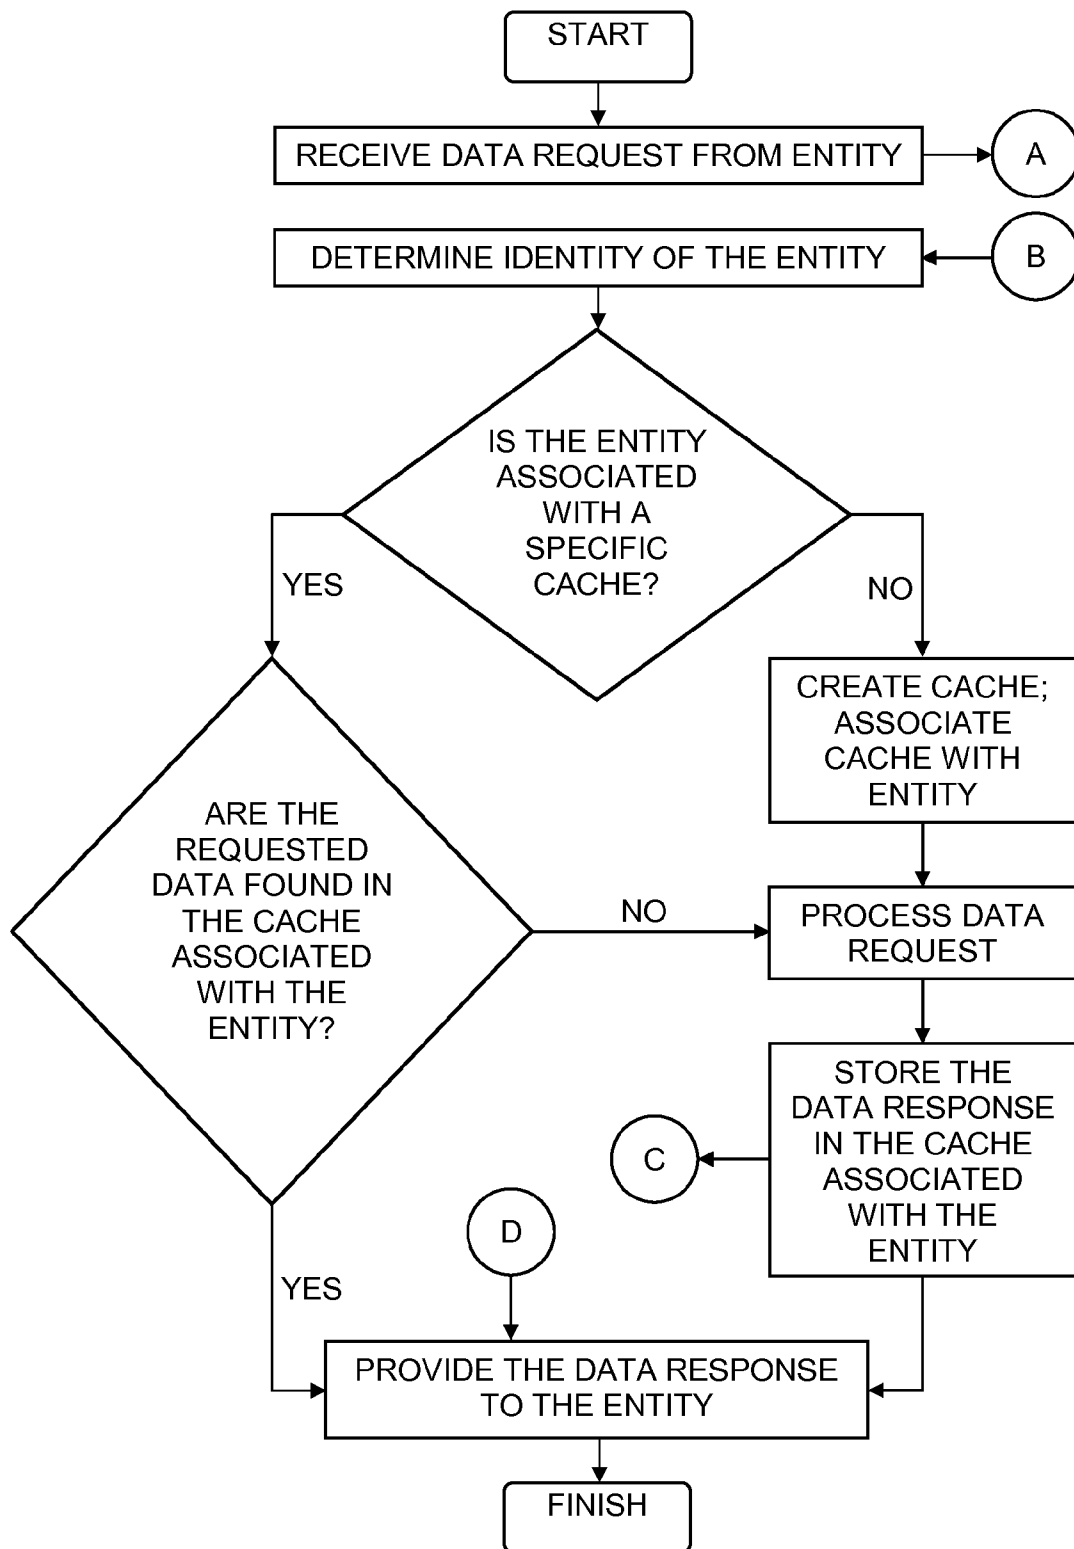 START
RECEIVE DATA REQUEST FROM ENTITY
A
DETERMINE IDENTITY OF THE ENTITY
B
IS THE ENTITY
ASSOCIATED
WITH A
SPECIFIC
CACHE?
YES
NO
CREATE CACHE;
ASSOCIATE
CACHE WITH
ENTITY
ARE THE
REQUESTED
DATA FOUND IN
THE CACHE
ASSOCIATED
WITH THE
ENTITY?
NO
PROCESS DATA
REQUEST
STORE THE
DATA RESPONSE
IN THE CACHE
ASSOCIATED
WITH THE
ENTITY
C
D
YES
PROVIDE THE DATA RESPONSE
TO THE ENTITY
FINISH